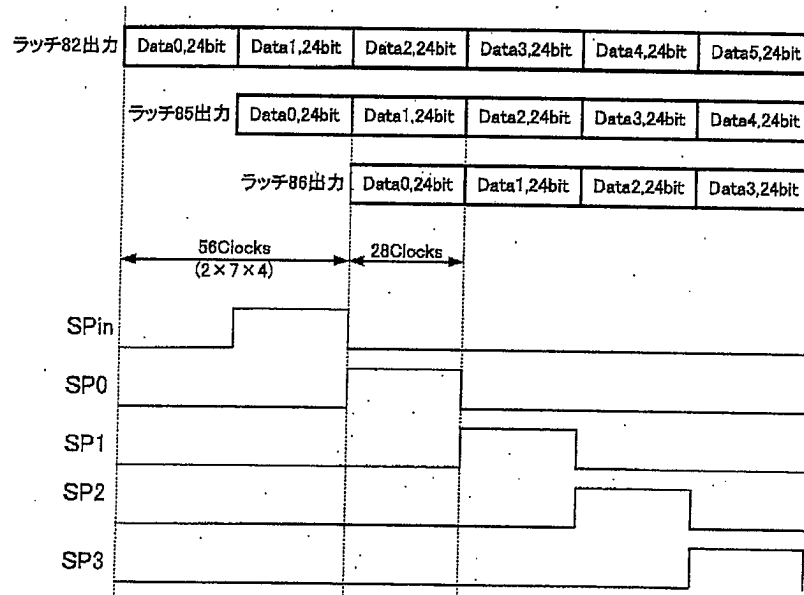 ラッチ82出力 Data0,24bit Data1,24bit Data2,24bit Data3,24bit Data4,24bit Data5,24bit
ラッチ85出力 Data0,24bit Data1,24bit Data2,24bit Data3,24bit Data4,24bit
ラッチ86出力 Data0,24bit Data1,24bit Data2,24bit Data3,24bit
56Clocks 28Clocks
(2×7×4)
SPin
SP0
SP1
SP2
SP3